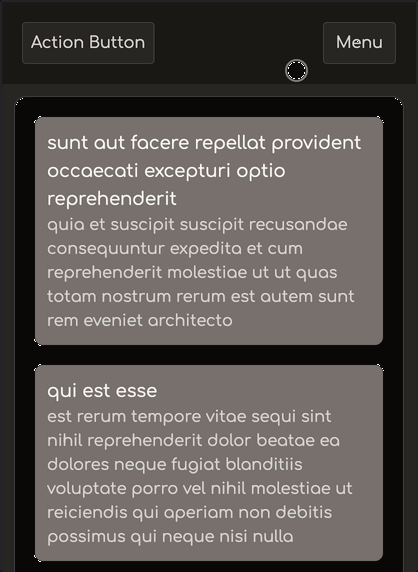 Action Button
Menu
sunt aut facere repellat provident
occaecati excepturi optio
reprehenderit
quia et suscipit suscipit recusandae
consequuntur expedita et cum
reprehenderit molestiae ut ut quas
totam nostrum rerum est autem sunt
rem eveniet architecto
qui est esse
est rerum tempore vitae sequi sint
nihil reprehenderit dolor beatae ea
dolores neque fugiat blanditiis
voluptate porro vel nihil molestiae ut
reiciendis qui aperiam non debitis
possimus qui neque nisi nulla